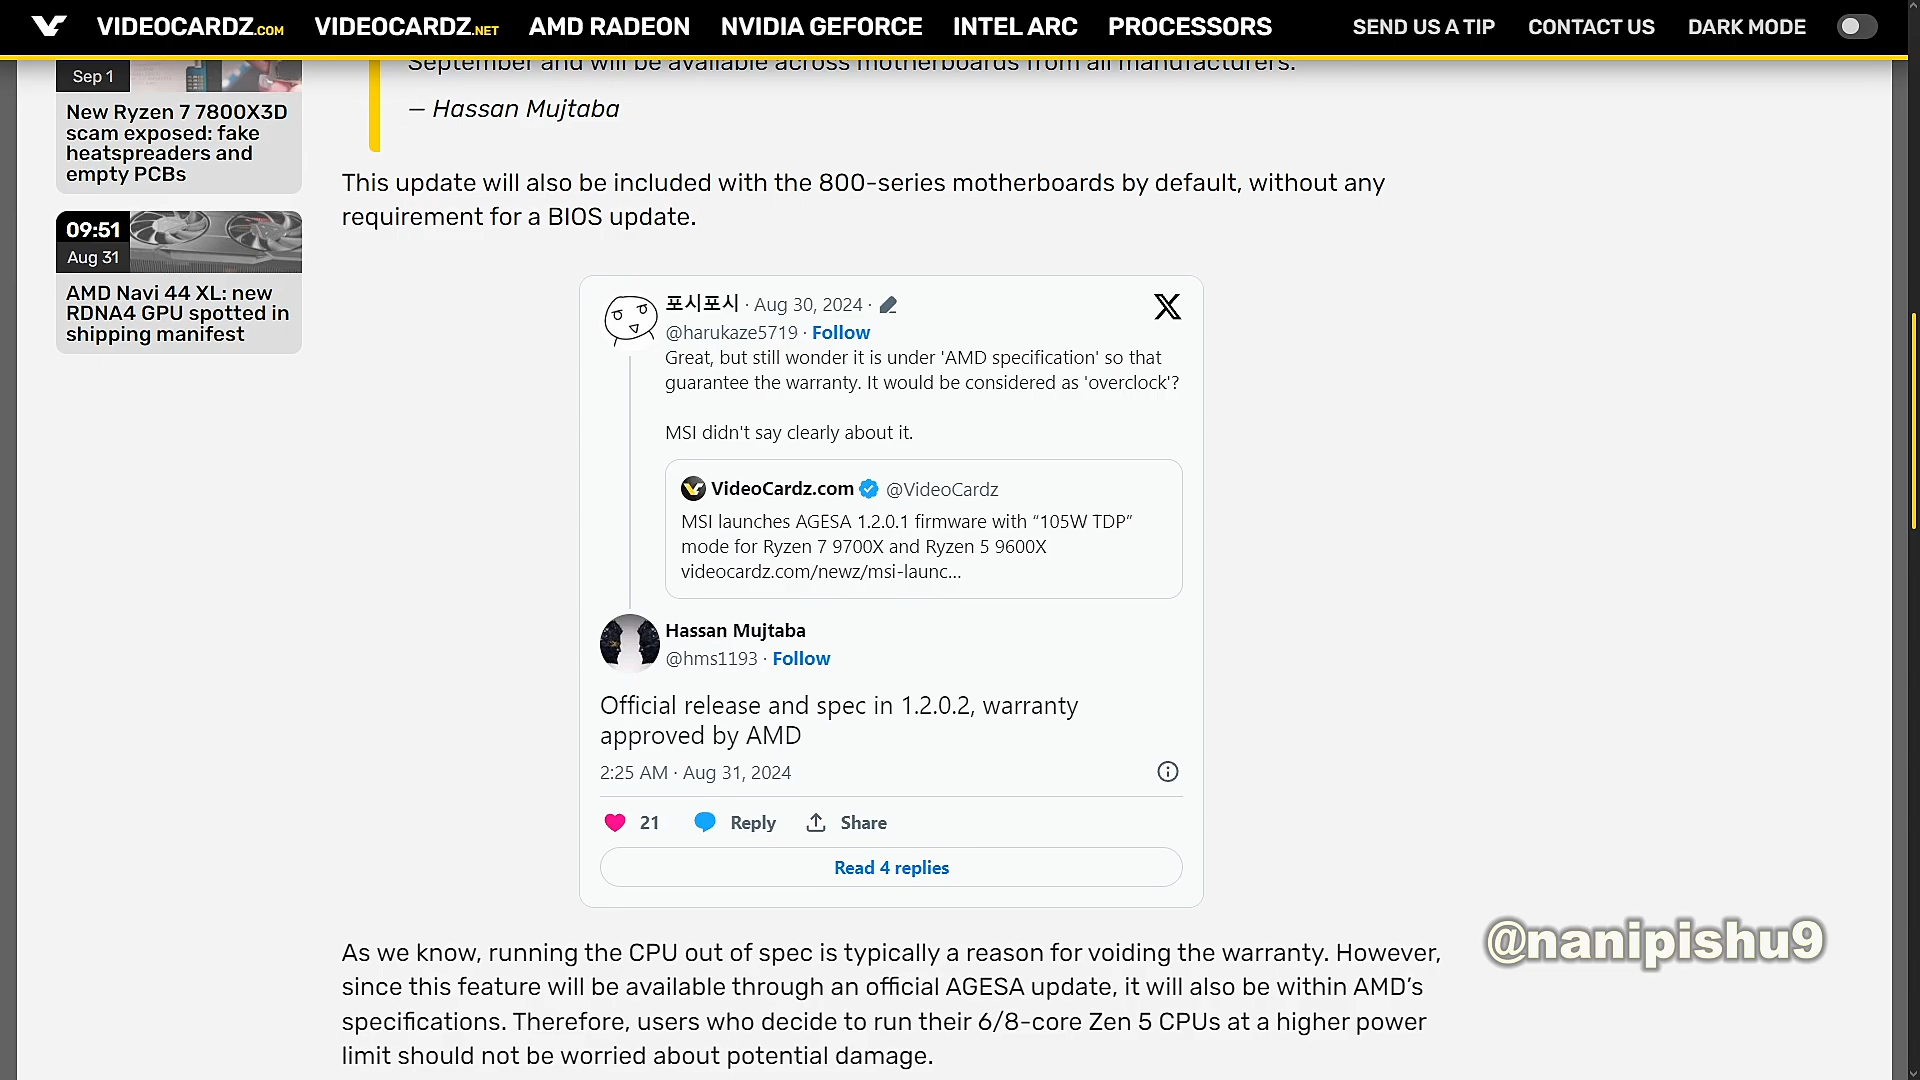 VIDEOCARDZ.COM VIDEOCARDZ.NET AMD RADEON NVIDIA GEFORCE INTEL ARC PROCESSORS SEND US A TIP CONTACT US DARK MODE
Sep 1
New Ryzen 7 7800X3D
scam exposed: fake
heatspreaders and
empty PCBs
09:51
Aug 31
AMD Navi 44 XL: new
RDNA4 GPU spotted in
shipping manifest
September and will be available across motherboards from all manufacturers.
— Hassan Mujtaba
This update will also be included with the 800-series motherboards by default, without any
requirement for a BIOS update.
포시포시 · Aug 30, 2024 ·
@harukaze5719 · Follow
Great, but still wonder it is under 'AMD specification' so that
guarantee the warranty. It would be considered as 'overclock'?
MSI didn't say clearly about it.
VideoCardz.com @VideoCardz
MSI launches AGESA 1.2.0.1 firmware with “105W TDP”
mode for Ryzen 7 9700X and Ryzen 5 9600X
videocardz.com/newz/msi-launc...
Hassan Mujtaba
@hms1193 · Follow
Official release and spec in 1.2.0.2, warranty
approved by AMD
2:25 AM · Aug 31, 2024
21 Reply Share
Read 4 replies
As we know, running the CPU out of spec is typically a reason for voiding the warranty. However,
since this feature will be available through an official AGESA update, it will also be within AMD’s
specifications. Therefore, users who decide to run their 6/8-core Zen 5 CPUs at a higher power
limit should not be worried about potential damage.
@nanipishu9